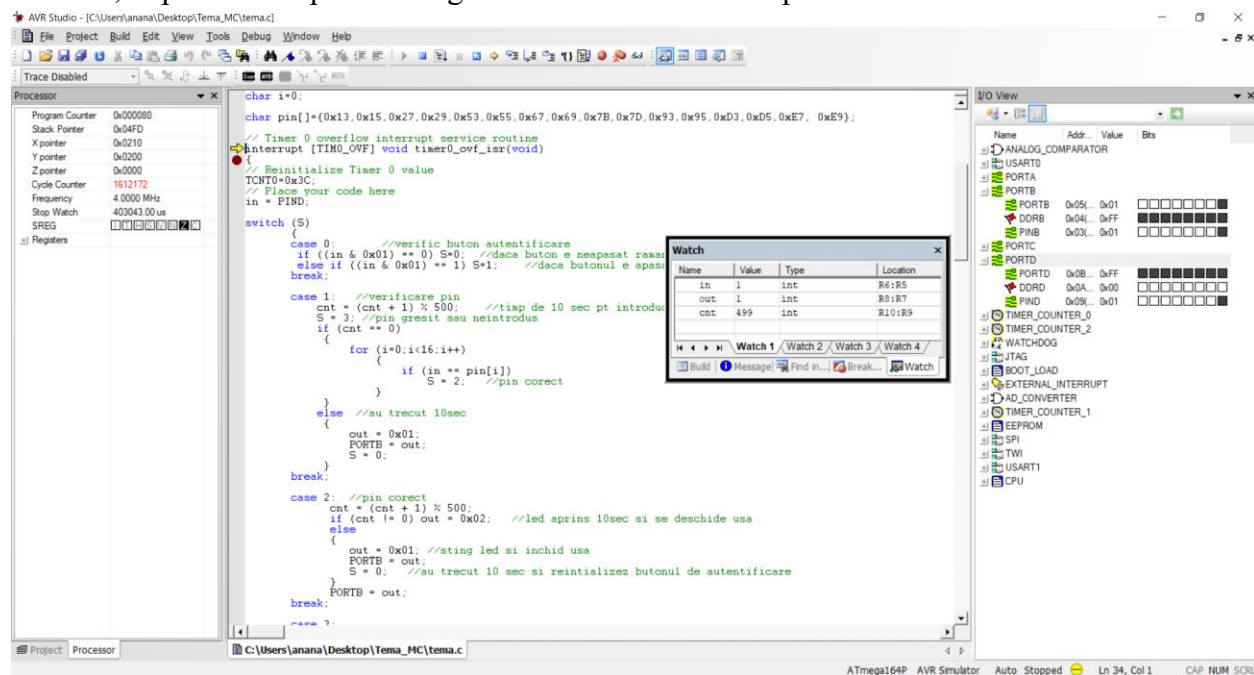 AVR Studio - [C:\Users\anana\Desktop\Tema_MC\tema.c]
File Project Build Edit View Tools Debug Window Help
Trace Disabled
Processor
Program Counter 0x000080
Stack Pointer 0x04FD
X pointer 0x0210
Y pointer 0x0200
Z pointer 0x0000
Cycle Counter 1612172
Frequency 4.0000 MHz
Stop Watch 403043.00 us
SREG I T H S V N Z C
Registers
Project Processor
char i=0;
char pin[]={0x13,0x15,0x27,0x29,0x53,0x55,0x67,0x69,0x7B,0x7D,0x93,0x95,0xD3,0xD5,0xE7, 0xE9};
// Timer 0 overflow interrupt service routine
interrupt [TIM0_OVF] void timer0_ovf_isr(void)
{
// Reinitialize Timer 0 value
TCNT0=0x3C;
// Place your code here
in = PIND;
switch (S)
{
case 0: //verific buton autentificare
if ((in & 0x01) == 0) S=0; //daca buton e neapasat
else if ((in & 0x01) == 1) S=1; //daca butonul e
break;
case 1: //verificare pin
cnt = (cnt + 1) % 500; //timp de 10 sec pt
S = 3; //pin gresit sau neintrodus
if (cnt == 0)
{
for (i=0;i<16;i++)
{
if (in == pin[i])
S = 2; //pin corect
}
}
else //au trecut 10sec
{
out = 0x01;
PORTB = out;
S = 0;
}
break;
case 2: //pin corect
cnt = (cnt + 1) % 500;
if (cnt != 0) out = 0x02; //led aprins 10sec si se deschide usa
else
{
out = 0x01; //sting led si inchid usa
PORTB = out;
S = 0; //au trecut 10 sec si reintializez butonul de autentificare
}
PORTB = out;
break;
case 3:
C:\Users\anana\Desktop\Tema_MC\tema.c
Watch
Name Value Type Location
in 1 int R6:R5
out 1 int R8:R7
cnt 499 int R10:R9
Watch 1 Watch 2 Watch 3 Watch 4
Build Message Find in... Break... Watch
I/O View
Name Addr... Value Bits
ANALOG_COMPARATOR
USART0
PORTA
PORTB
PORTB 0x05(... 0x01
DDRB 0x04(... 0xFF
PINB 0x03(... 0x01
PORTC
PORTD
PORTD 0x0B... 0xFF
DDRD 0x0A... 0x00
PIND 0x09(... 0x01
TIMER_COUNTER_0
TIMER_COUNTER_2
WATCHDOG
JTAG
BOOT_LOAD
EXTERNAL_INTERRUPT
AD_CONVERTER
TIMER_COUNTER_1
EEPROM
SPI
TWI
USART1
CPU
ATmega164P AVR Simulator Auto Stopped Ln 34, Col 1 CAP NUM SCRL